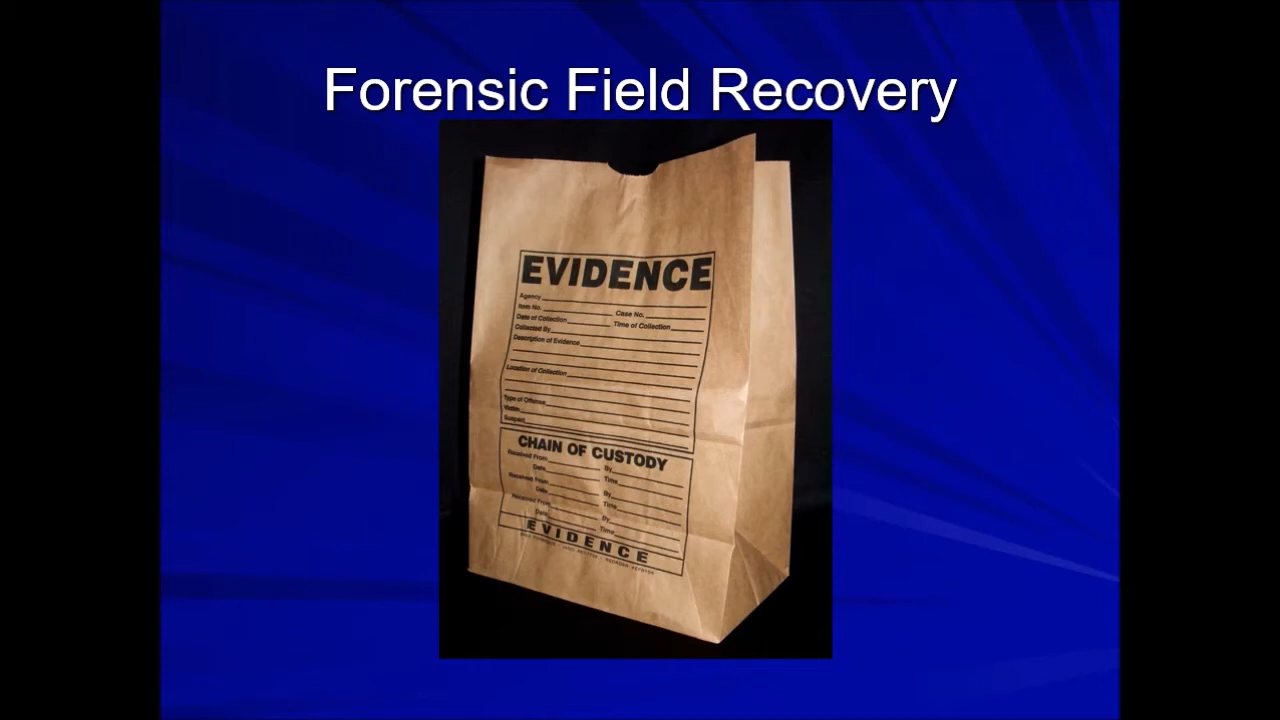 Forensic Field Recovery
EVIDENCE
Agency
Item No. Case No.
Date of Collection Time of Collection
Collected By
Description of Evidence
Location of Collection
Type of Offense
Victim
Suspect
CHAIN OF CUSTODY
Received From By
Date Time
Received From By
Date Time
Received From By
Date Time
EVIDENCE